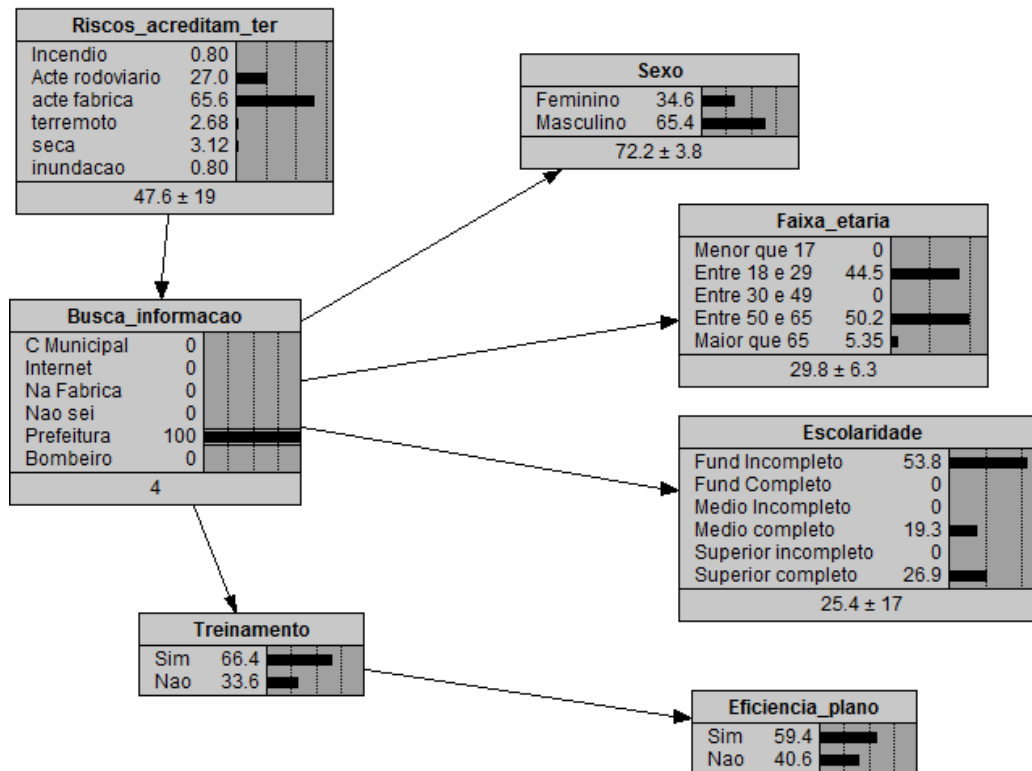 Riscos_acreditam_ter
Incendio 0.80
Acte rodoviario 27.0
acte fabrica 65.6
terremoto 2.68
seca 3.12
inundacao 0.80
47.6 ± 19
Sexo
Feminino 34.6
Masculino 65.4
72.2 ± 3.8
Faixa_etaria
Menor que 17 0
Entre 18 e 29 44.5
Entre 30 e 49 0
Entre 50 e 65 50.2
Maior que 65 5.35
29.8 ± 6.3
Busca_informacao
C Municipal 0
Internet 0
Na Fabrica 0
Nao sei 0
Prefeitura 100
Bombeiro 0
4
Escolaridade
Fund Incompleto 53.8
Fund Completo 0
Medio Incompleto 0
Medio completo 19.3
Superior incompleto 0
Superior completo 26.9
25.4 ± 17
Treinamento
Sim 66.4
Nao 33.6
Eficiencia_plano
Sim 59.4
Nao 40.6